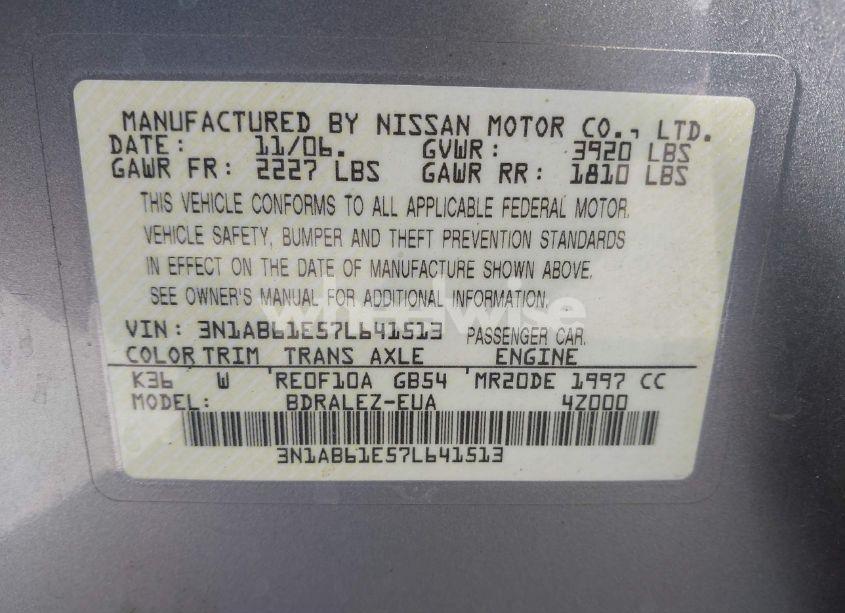 MANUFACTURED BY NISSAN MOTOR CO., LTD.
DATE: 11/06. GVWR: 3920 LBS
GAWR FR: 2227 LBS GAWR RR: 1810 LBS
THIS VEHICLE CONFORMS TO ALL APPLICABLE FEDERAL MOTOR.
VEHICLE SAFETY, BUMPER AND THEFT PREVENTION STANDARDS
IN EFFECT ON THE DATE OF MANUFACTURE SHOWN ABOVE.
SEE OWNER'S MANUAL FOR ADDITIONAL INFORMATION.
wheelwise
VIN: 3N1AB61E57L641513 PASSENGER CAR.
COLOR TRIM TRANS AXLE ENGINE
K36 W 'RE0F10A GB54 'MR20DE 1997 CC
MODEL: BDRALEZ-EUA 4Z000
3N1AB61E57L641513